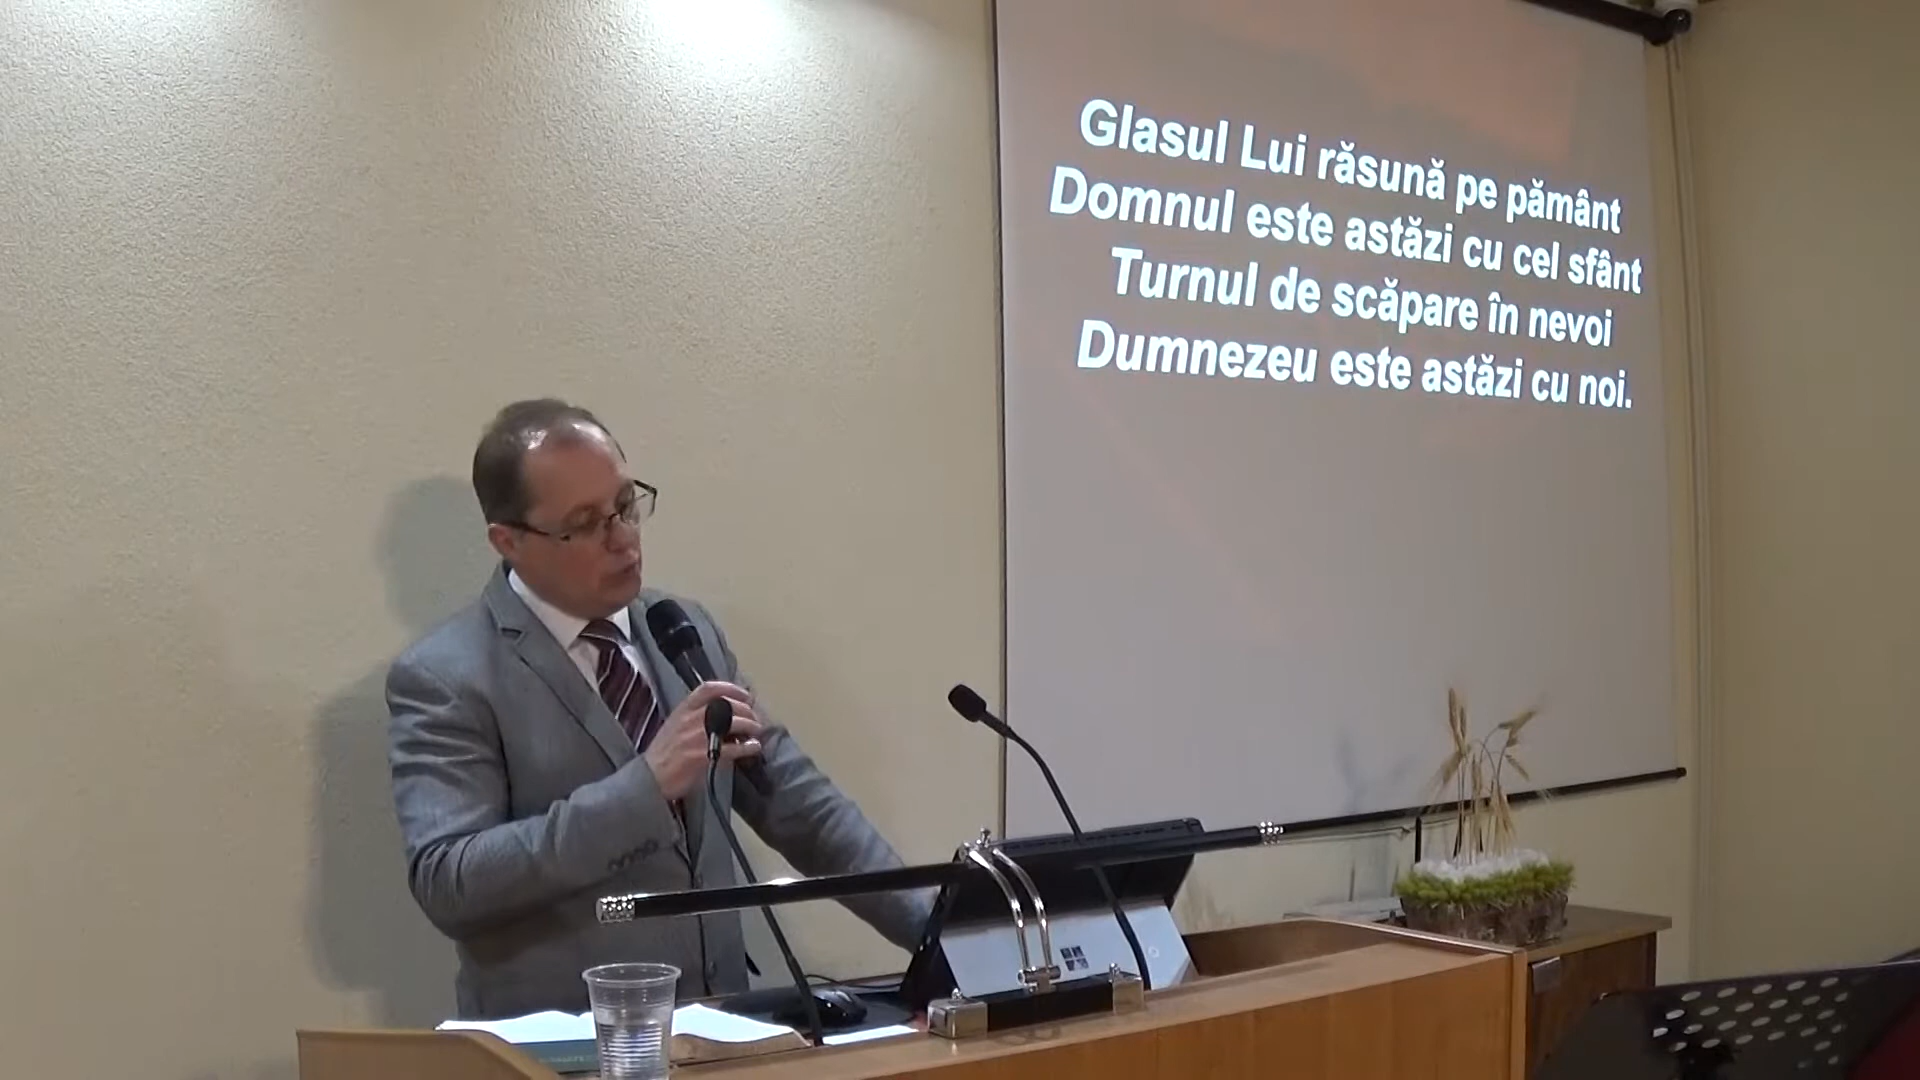 Glasul Lui răsună pe pământ
Domnul este astăzi cu cel sfânt
Turnul de scăpare în nevoi
Dumnezeu este astăzi cu noi.